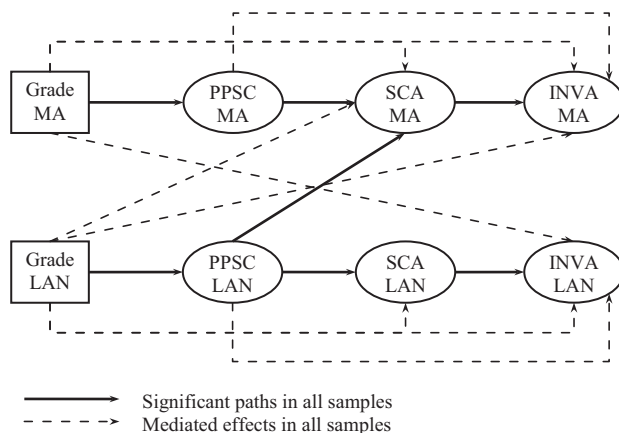 Grade
MA
PPSC
MA
SCA
MA
INVA
MA
Grade
LAN
PPSC
LAN
SCA
LAN
INVA
LAN
Significant paths in all samples
Mediated effects in all samples